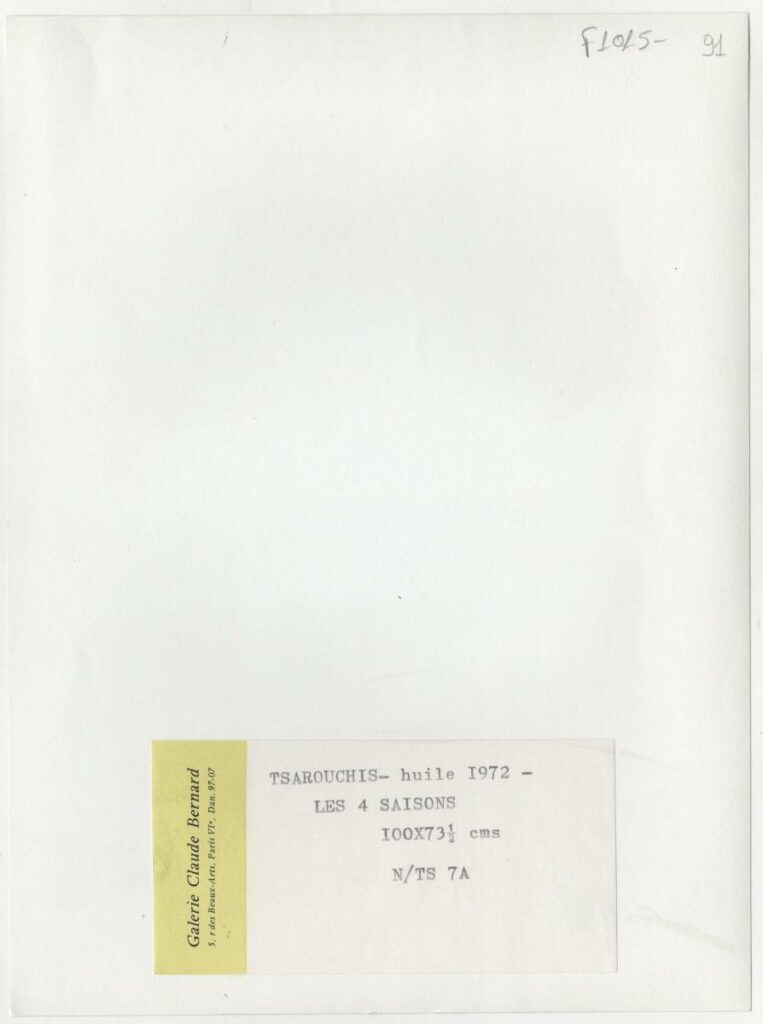 F1015- 91
TSAROUCHIS- huile I972 -
LES 4 SAISONS
I00X73½ cms
N/TS 7A
Galerie Claude Bernard
5, r des Beaux-Arts, Paris VIe, Dan. 97-07